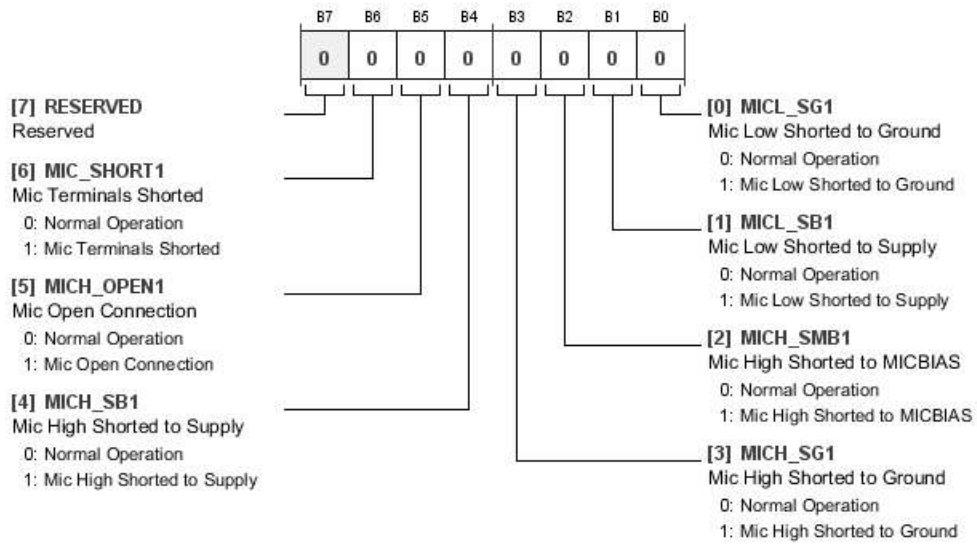 B7 B6 B5 B4 B3 B2 B1 B0
0 0 0 0 0 0 0 0
[7] RESERVED
Reserved
[6] MIC_SHORT1
Mic Terminals Shorted
0: Normal Operation
1: Mic Terminals Shorted
[5] MICH_OPEN1
Mic Open Connection
0: Normal Operation
1: Mic Open Connection
[4] MICH_SB1
Mic High Shorted to Supply
0: Normal Operation
1: Mic High Shorted to Supply
[0] MICL_SG1
Mic Low Shorted to Ground
0: Normal Operation
1: Mic Low Shorted to Ground
[1] MICL_SB1
Mic Low Shorted to Supply
0: Normal Operation
1: Mic Low Shorted to Supply
[2] MICH_SMB1
Mic High Shorted to MICBIAS
0: Normal Operation
1: Mic High Shorted to MICBIAS
[3] MICH_SG1
Mic High Shorted to Ground
0: Normal Operation
1: Mic High Shorted to Ground